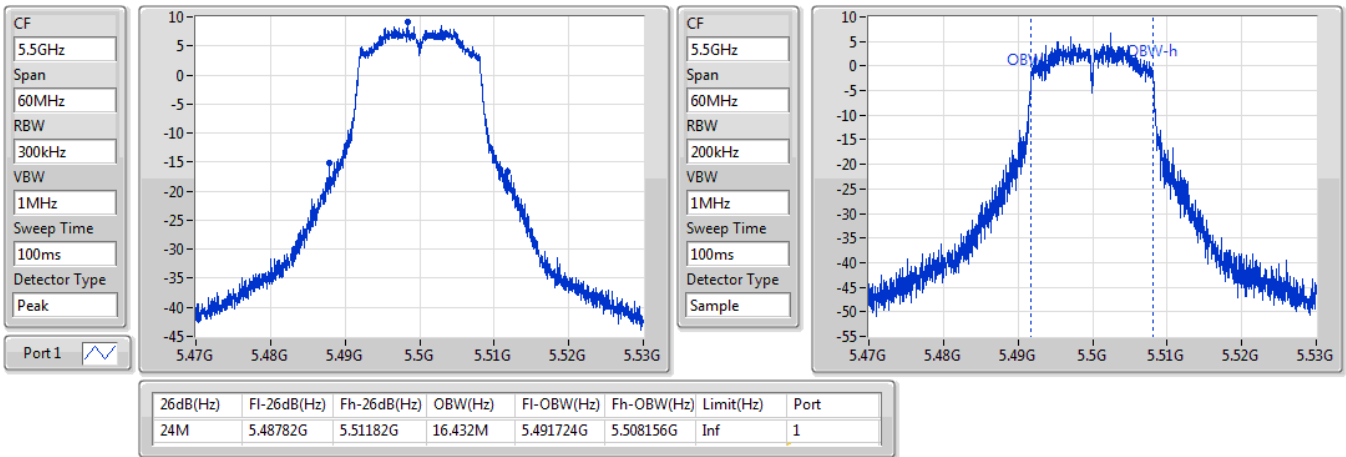 CF
5.5GHz
Span
60MHz
RBW
300kHz
VBW
1MHz
Sweep Time
100ms
Detector Type
Peak
Port 1
10-
5-
0-
-5-
-10-
-15-
-20-
-25-
-30-
-35-
-40-
-45-
5.47G 5.48G 5.49G 5.5G 5.51G 5.52G 5.53G
CF
5.5GHz
Span
60MHz
RBW
200kHz
VBW
1MHz
Sweep Time
100ms
Detector Type
Sample
10-
5-
0-
-5-
-10-
-15-
-20-
-25-
-30-
-35-
-40-
-45-
-50-
-55-
OBW-h
5.47G 5.48G 5.49G 5.5G 5.51G 5.52G 5.53G
26dB(Hz) Fl-26dB(Hz) Fh-26dB(Hz) OBW(Hz) Fl-OBW(Hz) Fh-OBW(Hz) Limit(Hz) Port
24M 5.48782G 5.51182G 16.432M 5.491724G 5.508156G Inf 1